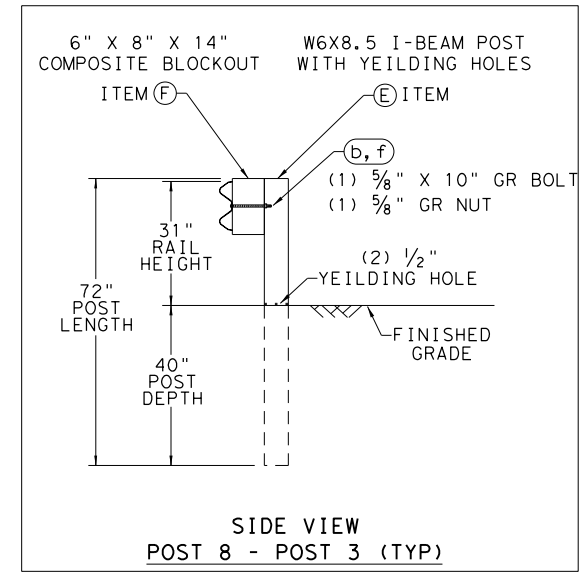 6" X 8" X 14"
COMPOSITE BLOCKOUT
ITEM F
W6X8.5 I-BEAM POST
WITH YEILDING HOLES
E ITEM
b, f
(1) 5/8" X 10" GR BOLT
(1) 5/8" GR NUT
31"
RAIL
HEIGHT
(2) 1/2"
YEILDING HOLE
72"
POST
LENGTH
FINISHED
GRADE
40"
POST
DEPTH
SIDE VIEW
POST 8 - POST 3 (TYP)